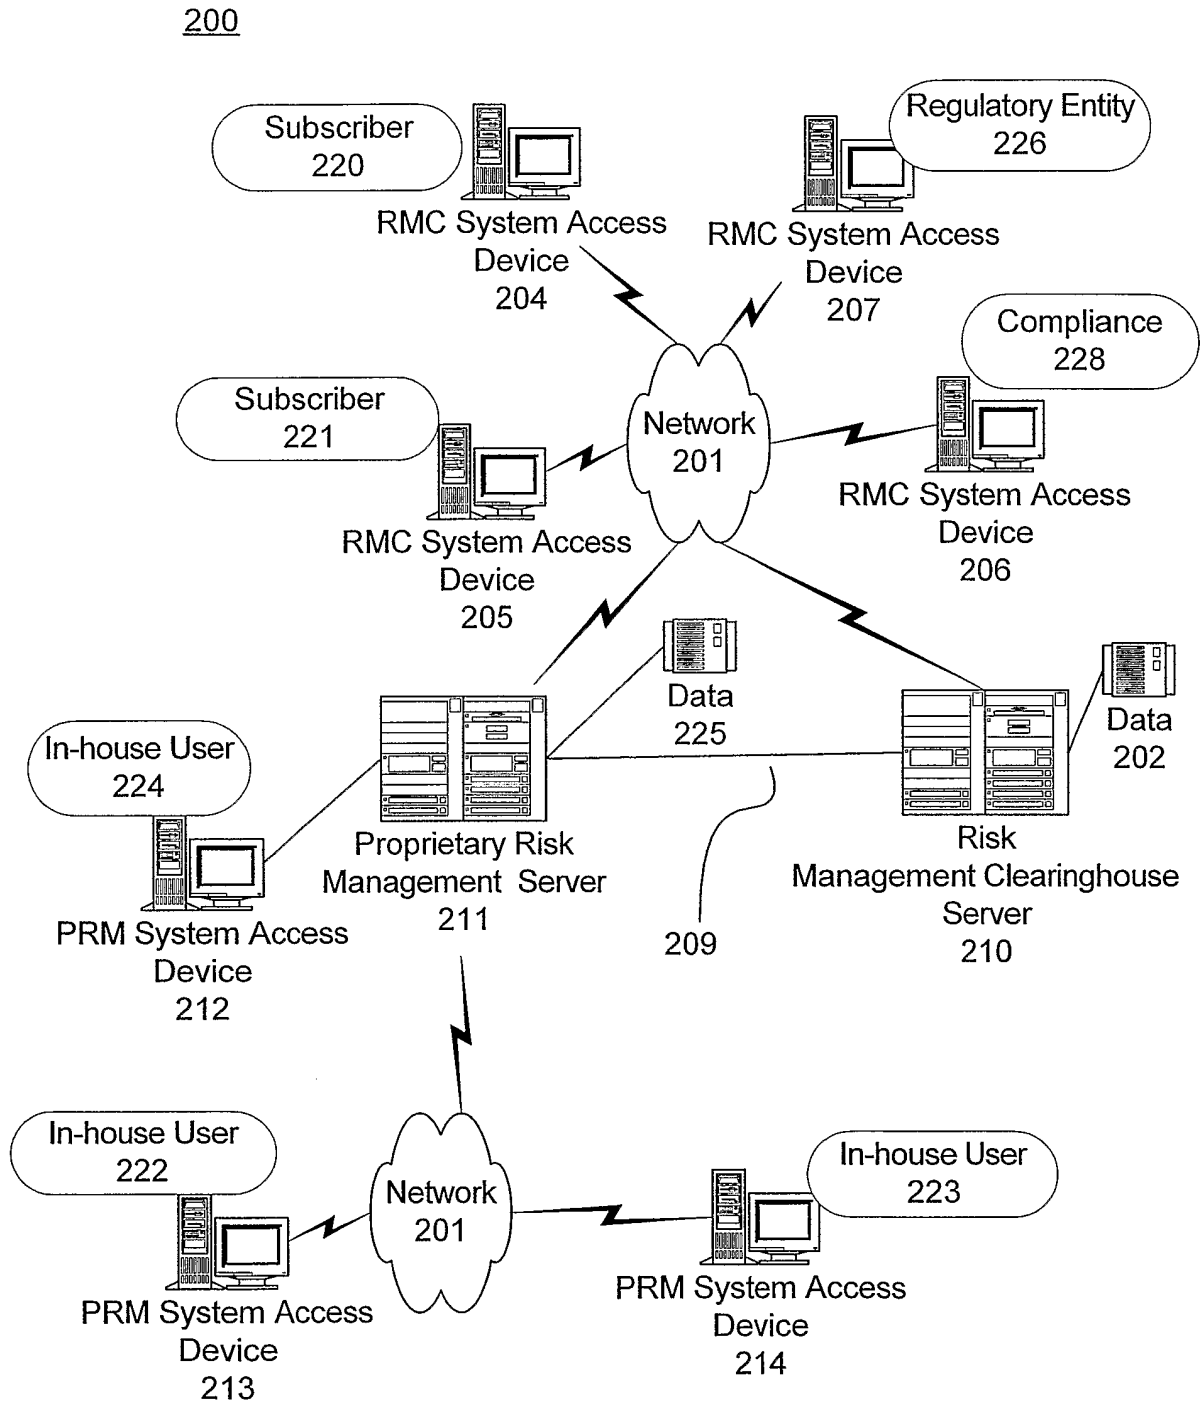 200
Subscriber
220
RMC System Access
Device
204
Regulatory Entity
226
RMC System Access
Device
207
Compliance
228
RMC System Access
Device
206
Subscriber
221
RMC System Access
Device
205
Network
201
Data
225
Data
202
In-house User
224
PRM System Access
Device
212
Proprietary Risk
Management Server
211
209
Risk
Management Clearinghouse
Server
210
In-house User
222
PRM System Access
Device
213
Network
201
In-house User
223
PRM System Access
Device
214